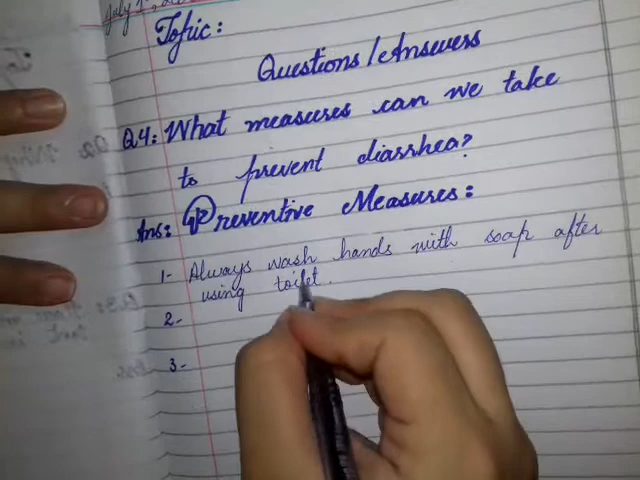 Topic:
Questions/Answers
Q4: What measures can we take
to prevent diarrhea?
Ans: Preventive Measures:
1- Always wash hands with soap after
using toilet.
2-
3-